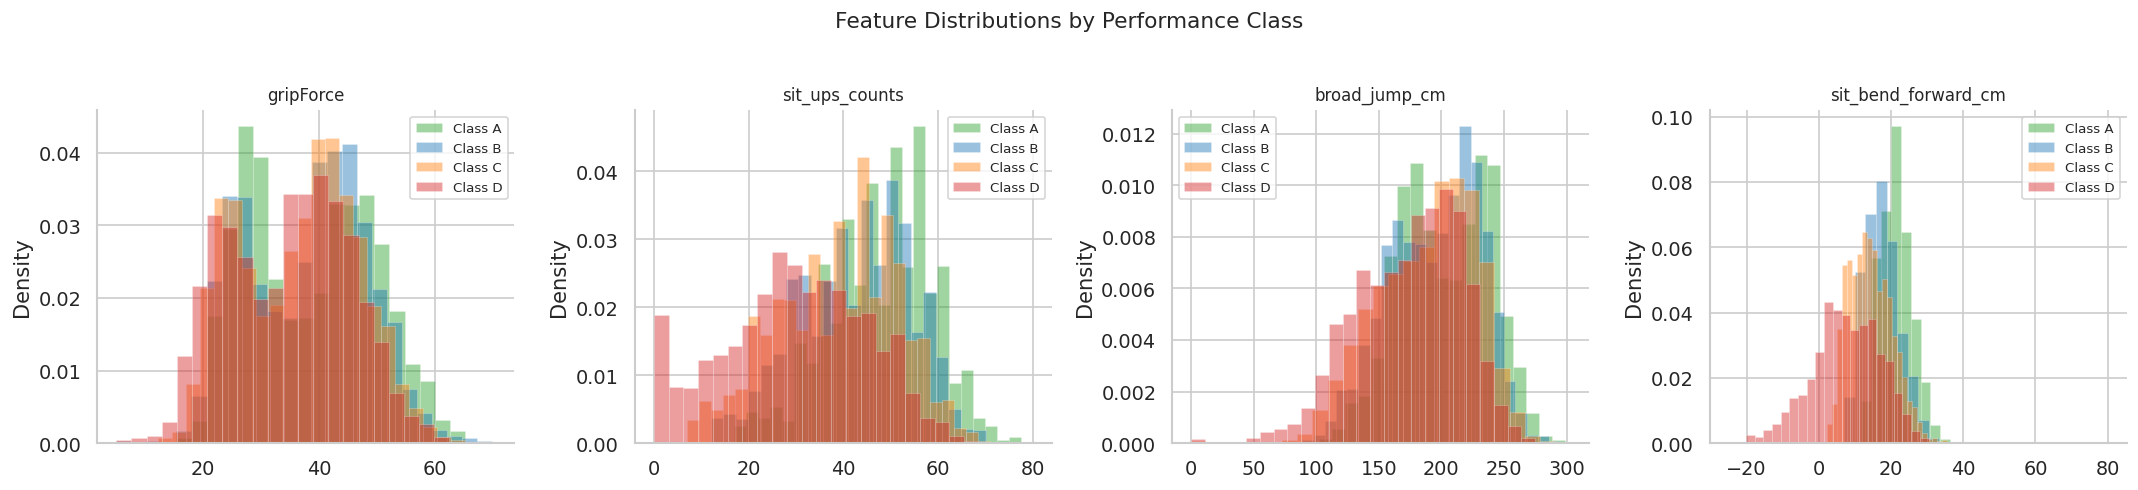 Feature Distributions by Performance Class
gripForce
Density
0.04
0.03
0.02
0.01
0.00
20
40
60
Class A
Class B
Class C
Class D
sit_ups_counts
Density
0.04
0.03
0.02
0.01
0.00
0
20
40
60
80
Class A
Class B
Class C
Class D
broad_jump_cm
Density
0.012
0.010
0.008
0.006
0.004
0.002
0.000
0
50
100
150
200
250
300
Class A
Class B
Class C
Class D
sit_bend_forward_cm
Density
0.10
0.08
0.06
0.04
0.02
0.00
−20
0
20
40
60
80
Class A
Class B
Class C
Class D